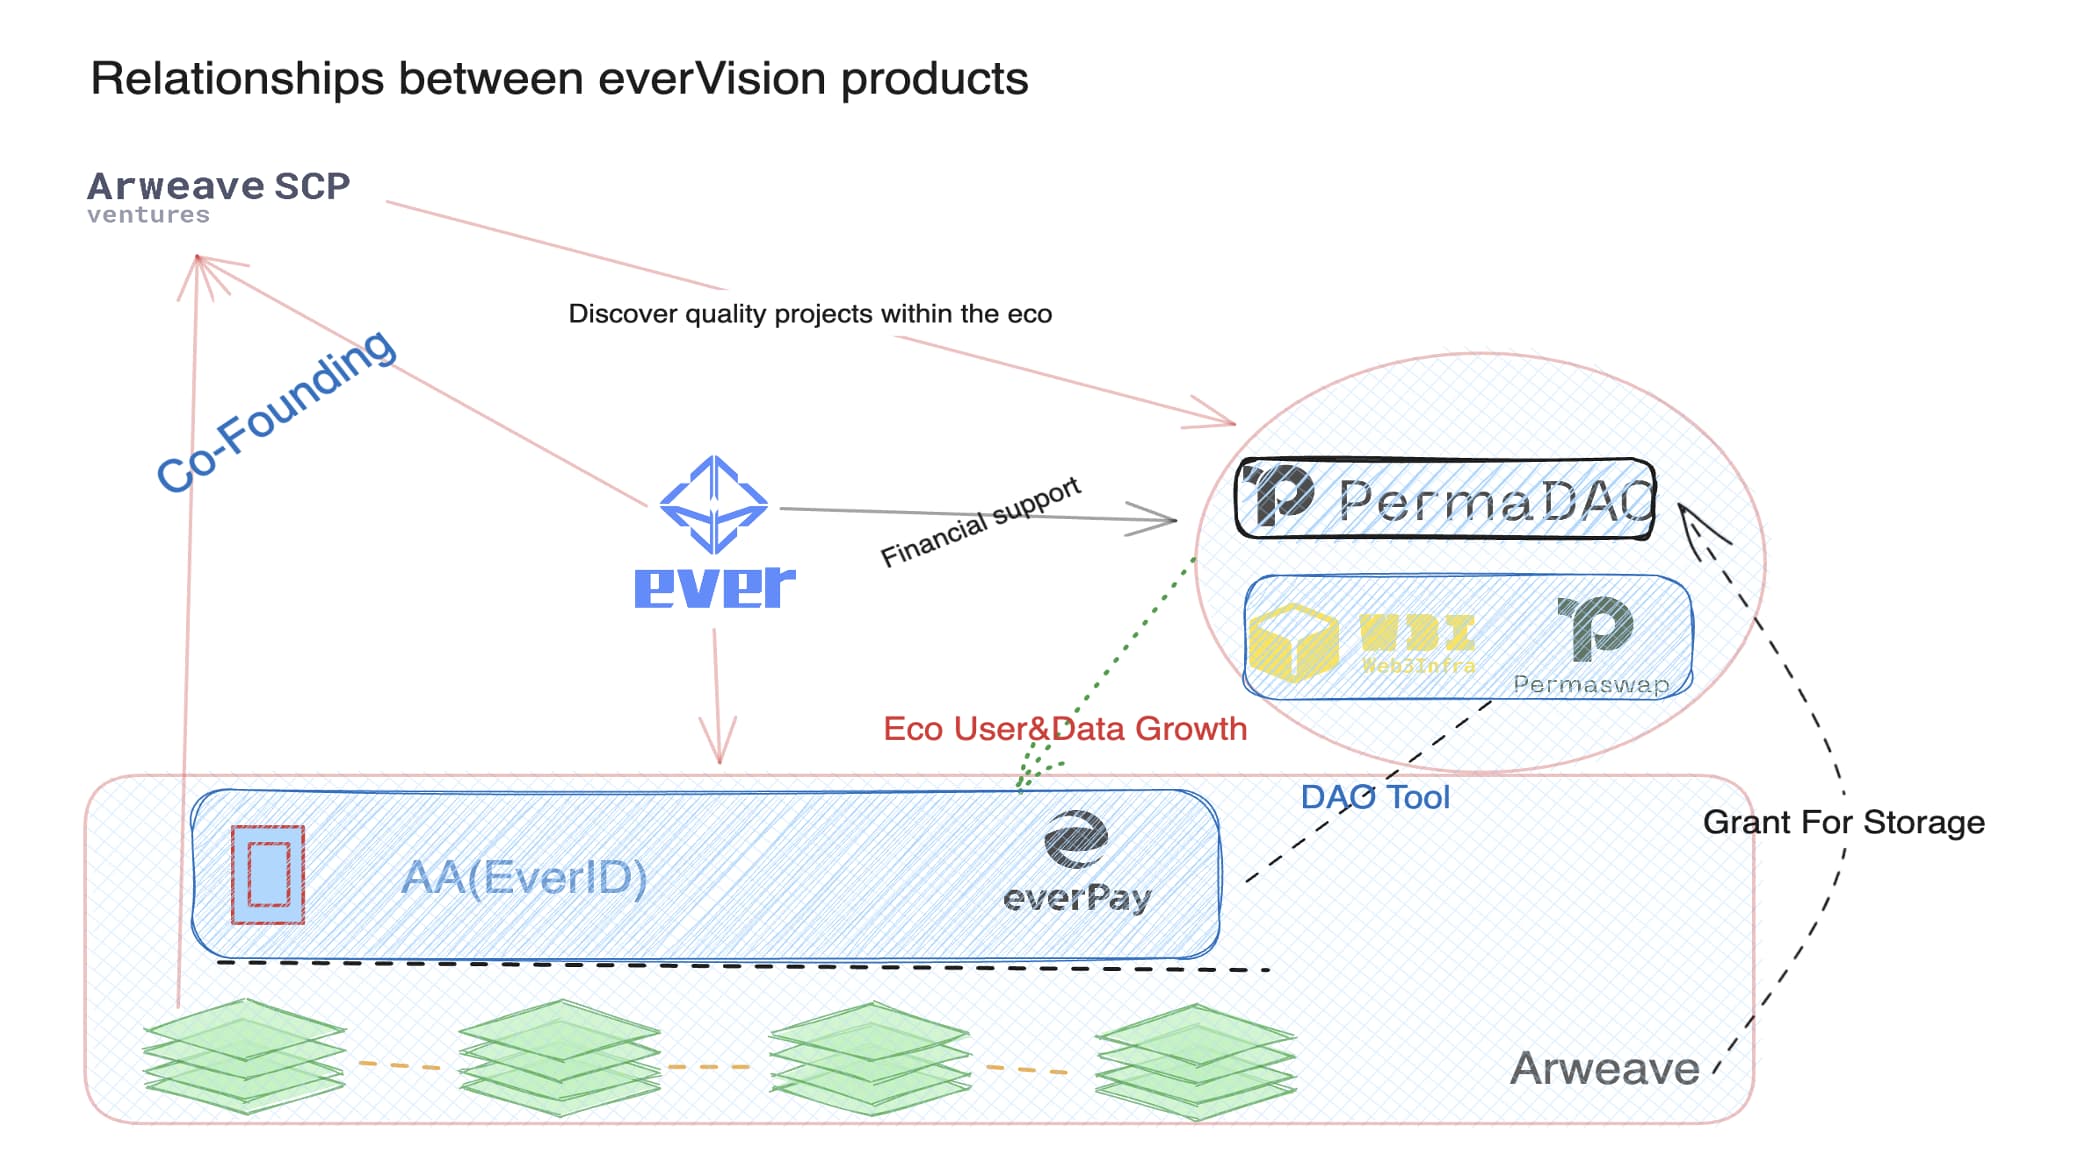 Relationships between everVision products
Arweave SCP
ventures
Discover quality projects within the eco
Co-Founding
Financial support
ever
PermaDAO
W3I
Web3Infra
Permaswap
Eco User&Data Growth
DAO Tool
Grant For Storage
AA(EverID)
everPay
Arweave